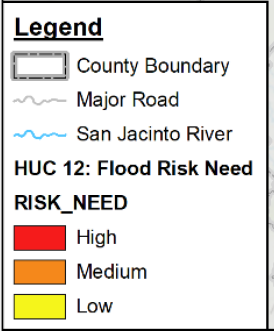 Legend
County Boundary
Major Road
San Jacinto River
HUC 12: Flood Risk Need
RISK_NEED
High
Medium
Low